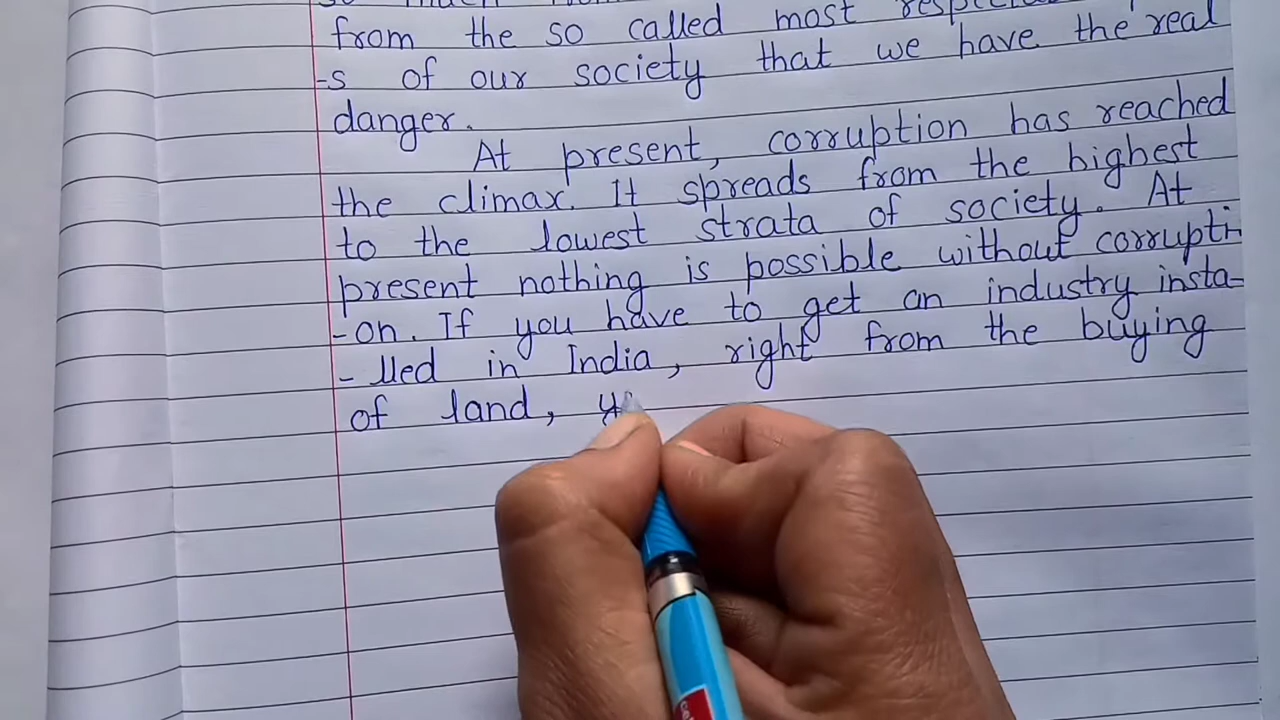 from the so called most
-s of our society that we have the real
danger.
At present, corruption has reached
the climax. It spreads from the highest
to the lowest strata of society. At
present nothing is possible without corrupti
-on. If you have to get an industry insta-
-lled in India, right from the buying
of land,